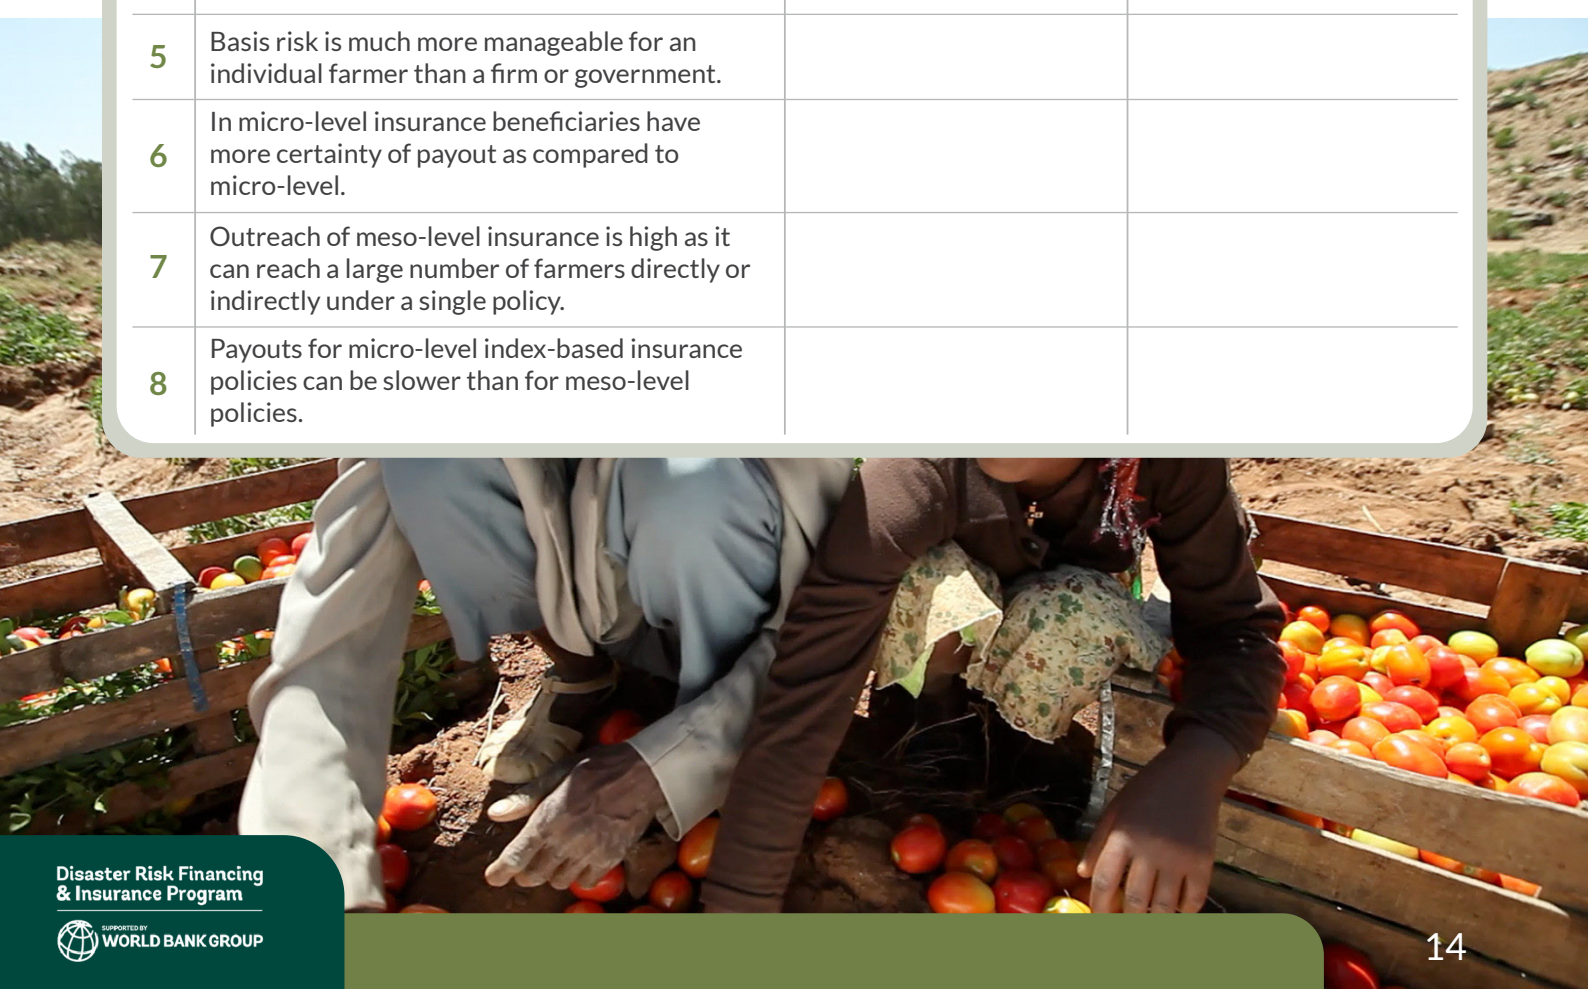 5
Basis risk is much more manageable for an
individual farmer than a firm or government.
6
In micro-level insurance beneficiaries have
more certainty of payout as compared to
micro-level.
7
Outreach of meso-level insurance is high as it
can reach a large number of farmers directly or
indirectly under a single policy.
8
Payouts for micro-level index-based insurance
policies can be slower than for meso-level
policies.
Disaster Risk Financing
& Insurance Program
SUPPORTED BY
WORLD BANK GROUP
14